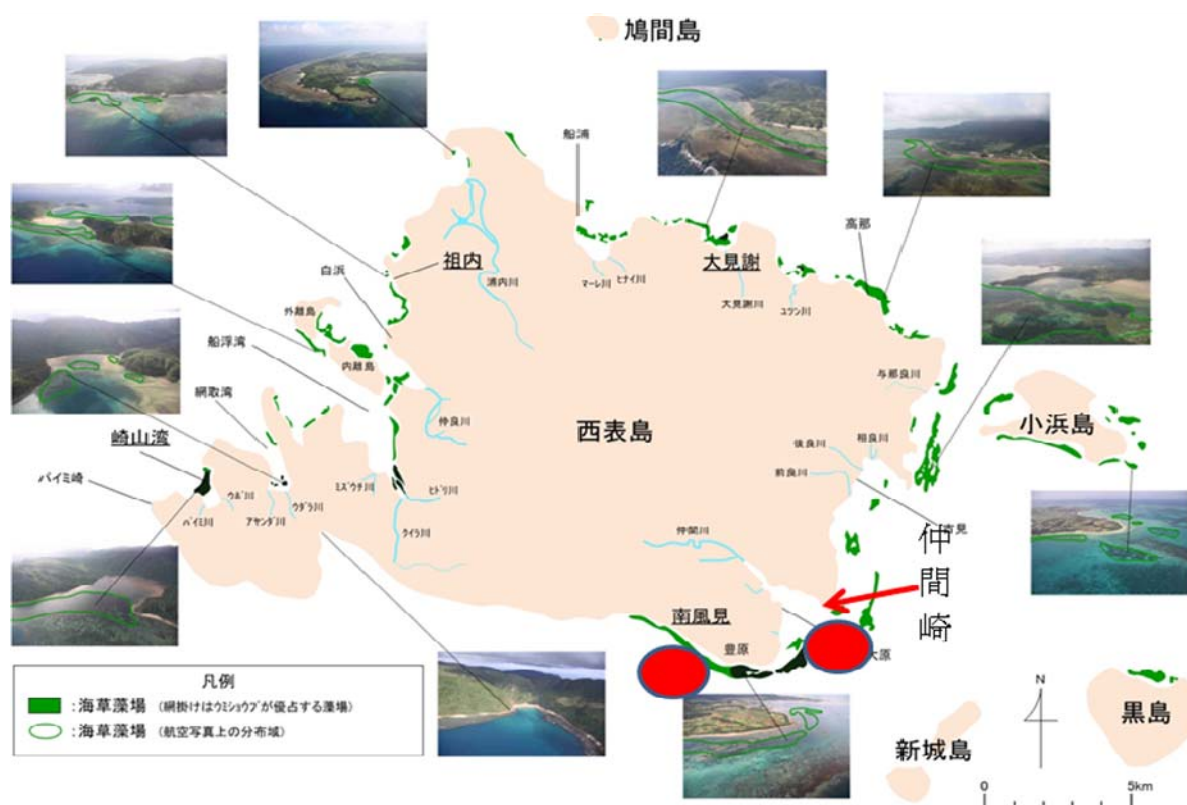 鳩間島
船浦
高那
祖内
白浜
浦内川
マーレ川
ヒナイ川
大見謝
大見謝川
ユツン川
外離島
内離島
船浮湾
網取湾
崎山湾
パイミ崎
仲良川
西表島
与那良川
小浜島
後良川
相良川
前良川
古見
ウボ川
パイミ川
アサンダ川
ウダラ川
ミズウチ川
ヒドリ川
クイラ川
仲間川
仲間崎
南風見
豊原
大原
凡例
:海草藻場 (網掛けはウミショウブが優占する藻場)
:海草藻場 (航空写真上の分布域)
N
黒島
新城島
0 5km